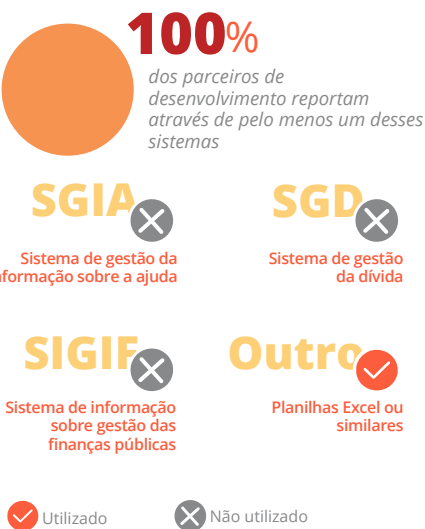 100%
dos parceiros de
desenvolvimento reportam
através de pelo menos um desses
sistemas
SGIA
Sistema de gestão da
nformação sobre a ajuda
SGD
Sistema de gestão
da dívida
SIGIF
Sistema de informação
sobre gestão das
finanças públicas
Outro
Planilhas Excel ou
similares
Utilizado
Não utilizado